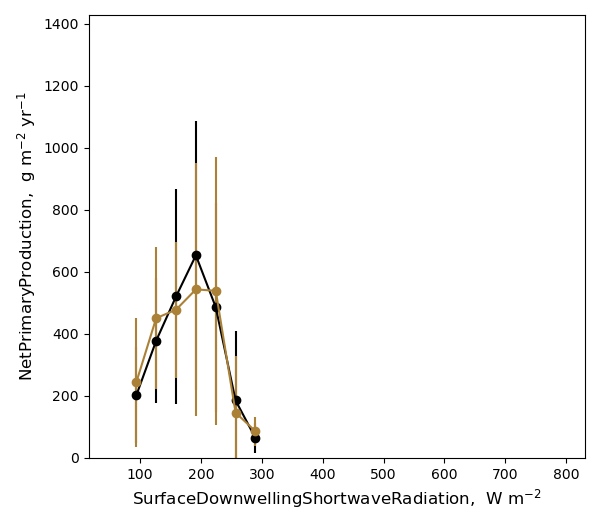 1400
1200
1000
800
600
400
200
0
NetPrimaryProduction,  g m⁻² yr⁻¹
100 200 300 400 500 600 700 800
SurfaceDownwellingShortwaveRadiation,  W m⁻²